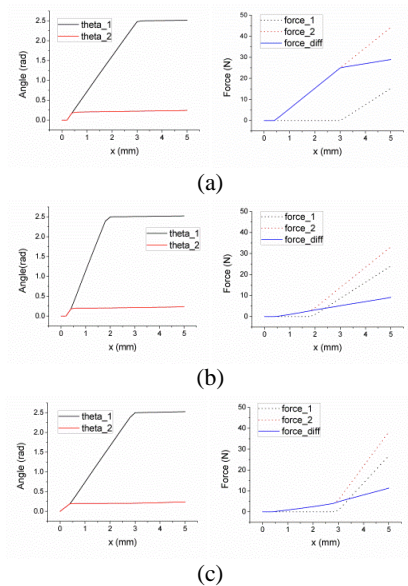 2.5
2.0
1.5
1.0
0.5
0.0
Angle (rad)
theta_1
theta_2
0 1 2 3 4 5
x (mm)
50
40
30
20
10
0
Force (N)
force_1
force_2
force_diff
0 1 2 3 4 5
x (mm)
(a)
2.5
2.0
1.5
1.0
0.5
0.0
Angle(rad)
theta_1
theta_2
0 1 2 3 4 5
x (mm)
50
40
30
20
10
0
Force (N)
force_1
force_2
force_diff
0 1 2 3 4 5
x (mm)
(b)
2.5
2.0
1.5
1.0
0.5
0.0
Angle (rad)
theta_1
theta_2
0 1 2 3 4 5
x (mm)
50
40
30
20
10
0
Force (N)
force_1
force_2
force_diff
0 1 2 3 4 5
x (mm)
(c)